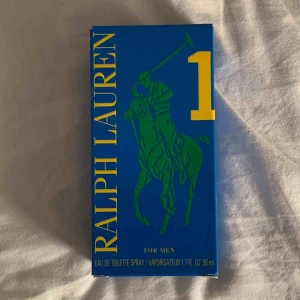 RALPH LAUREN
1
FOR MEN
EAU DE TOILETTE SPRAY / VAPORISATEUR 1.7 FL. OZ. 50 ml